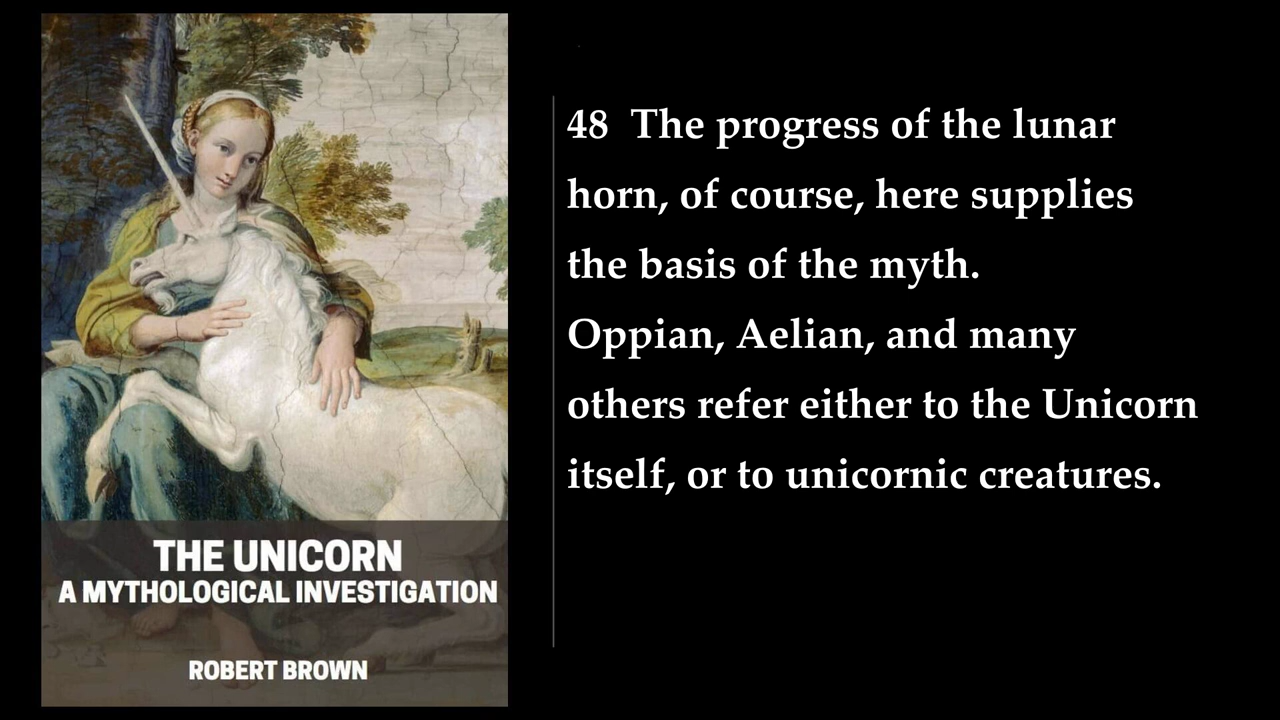 THE UNICORN
A MYTHOLOGICAL INVESTIGATION
ROBERT BROWN
48 The progress of the lunar
horn, of course, here supplies
the basis of the myth.
Oppian, Aelian, and many
others refer either to the Unicorn
itself, or to unicornic creatures.